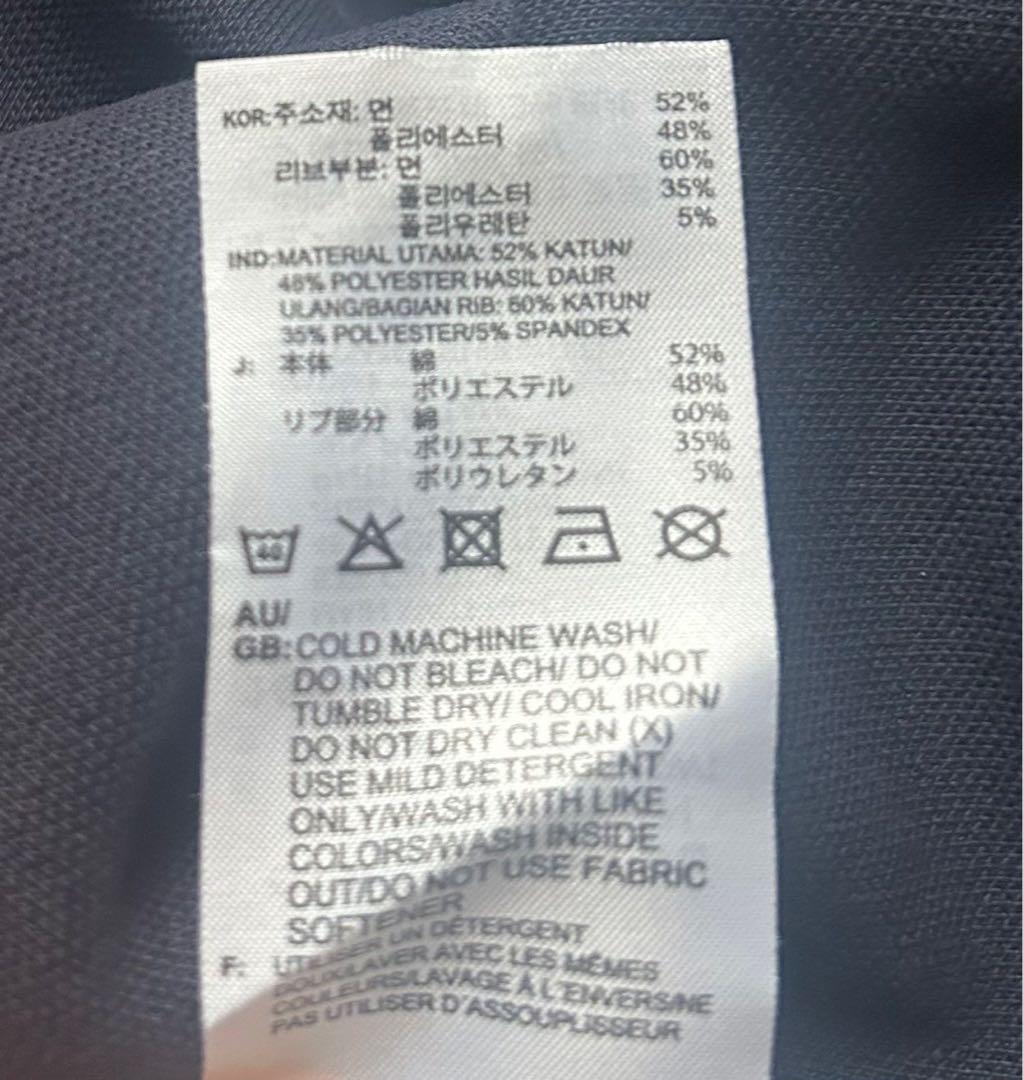 KOR:주소재: 면 52%
폴리에스터 48%
리브부분: 면 60%
폴리에스터 35%
폴리우레탄 5%
IND:MATERIAL UTAMA: 52% KATUN/
48% POLYESTER HASIL DAUR
ULANG/BAGIAN RIB: 60% KATUN/
35% POLYESTER/5% SPANDEX
J: 本体 綿 52%
ポリエステル 48%
リブ部分 綿 60%
ポリエステル 35%
ポリウレタン 5%
40
AU/
GB:COLD MACHINE WASH/
DO NOT BLEACH/ DO NOT
TUMBLE DRY/ COOL IRON/
DO NOT DRY CLEAN (X)
USE MILD DETERGENT
ONLY/WASH WITH LIKE
COLORS/WASH INSIDE
OUT/DO NOT USE FABRIC
SOFTENER
F: UTILISER UN DÉTERGENT
DOUX/LAVER AVEC LES MÊMES
COULEURS/LAVAGE À L'ENVERS/NE
PAS UTILISER D'ASSOUPLISSEUR